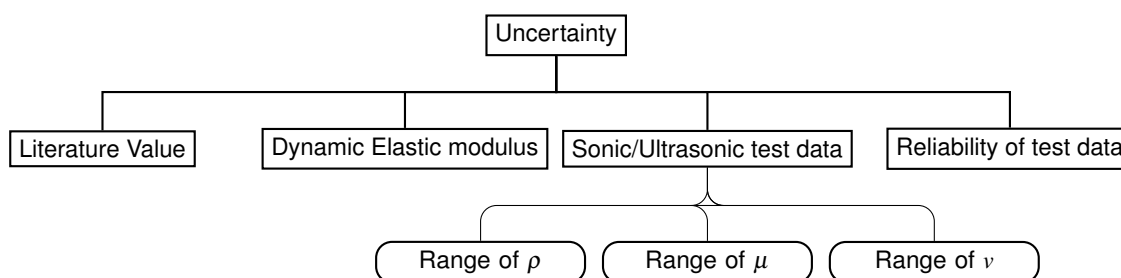 Uncertainty
Literature Value
Dynamic Elastic modulus
Sonic/Ultrasonic test data
Reliability of test data
Range of ρ
Range of μ
Range of ν